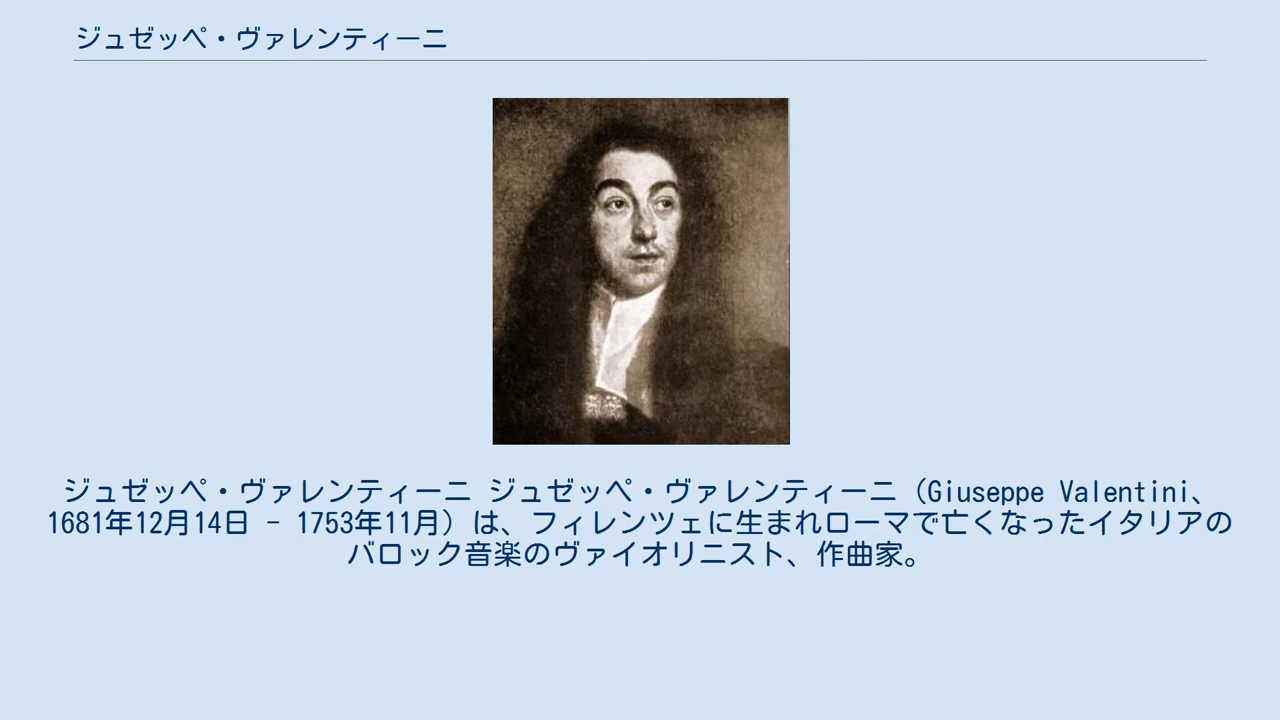 ジュゼッペ・ヴァレンティーニ
ジュゼッペ・ヴァレンティーニ ジュゼッペ・ヴァレンティーニ（Giuseppe Valentini、
1681年12月14日 - 1753年11月）は、フィレンツェに生まれローマで亡くなったイタリアの
バロック音楽のヴァイオリニスト、作曲家。